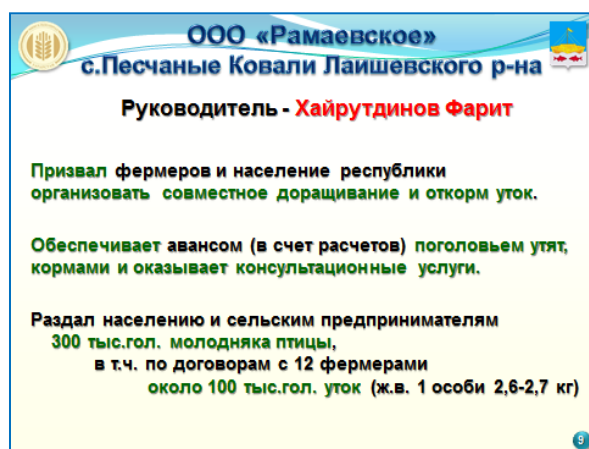 ООО «Рамаевское»
с.Песчаные Ковали Лаишевского р-на
Руководитель - Хайрутдинов Фарит
Призвал фермеров и население республики
организовать совместное доращивание и откорм уток.
Обеспечивает авансом (в счет расчетов) поголовьем утят,
кормами и оказывает консультационные услуги.
Раздал населению и сельским предпринимателям
300 тыс.гол. молодняка птицы,
в т.ч. по договорам с 12 фермерами
около 100 тыс.гол. уток (ж.в. 1 особи 2,6-2,7 кг)
9